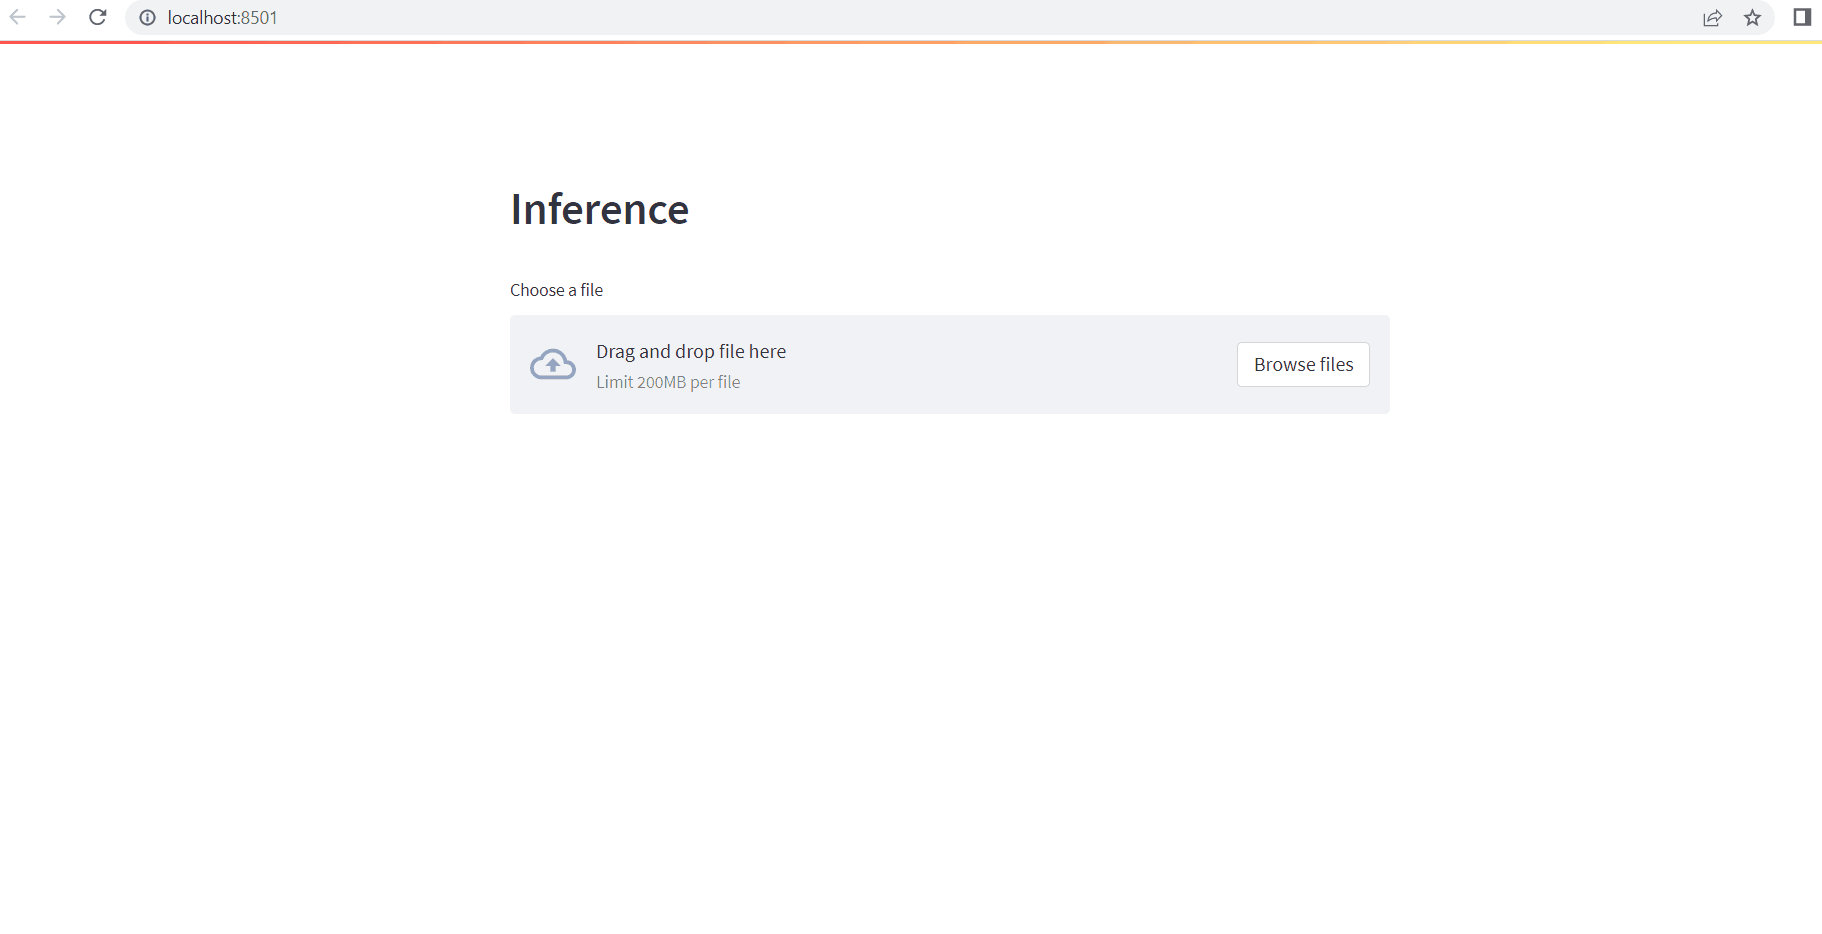 localhost:8501
Inference
Choose a file
Drag and drop file here
Limit 200MB per file
Browse files